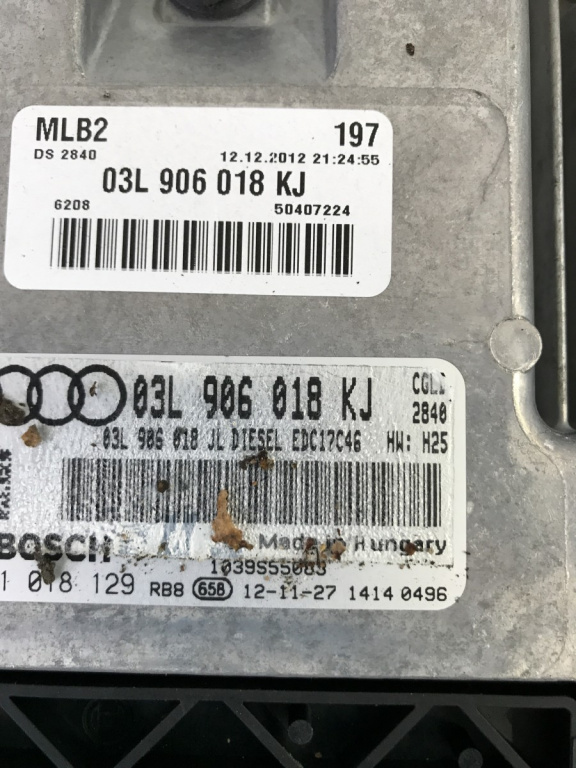 MLB2 197
DS 2840 12.12.2012 21:24:55
03L 906 018 KJ
6208 50407224
03L 906 018 KJ CGLD
2840
03L 906 018 JL DIESEL EDC17C46 HW: H25
BOSCH Made in Hungary
1039S55083
1 018 129 RB8 658 12-11-27 1414 0496